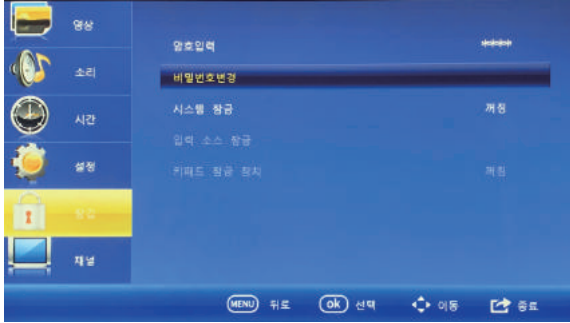 영상
소리
시간
설정
잠금
채널
암호입력 ****
비밀번호변경
시스템 잠금 꺼짐
입력 소스 잠금
키패드 잠금 장치 꺼짐
MENU 뒤로 ok 선택 이동 종료